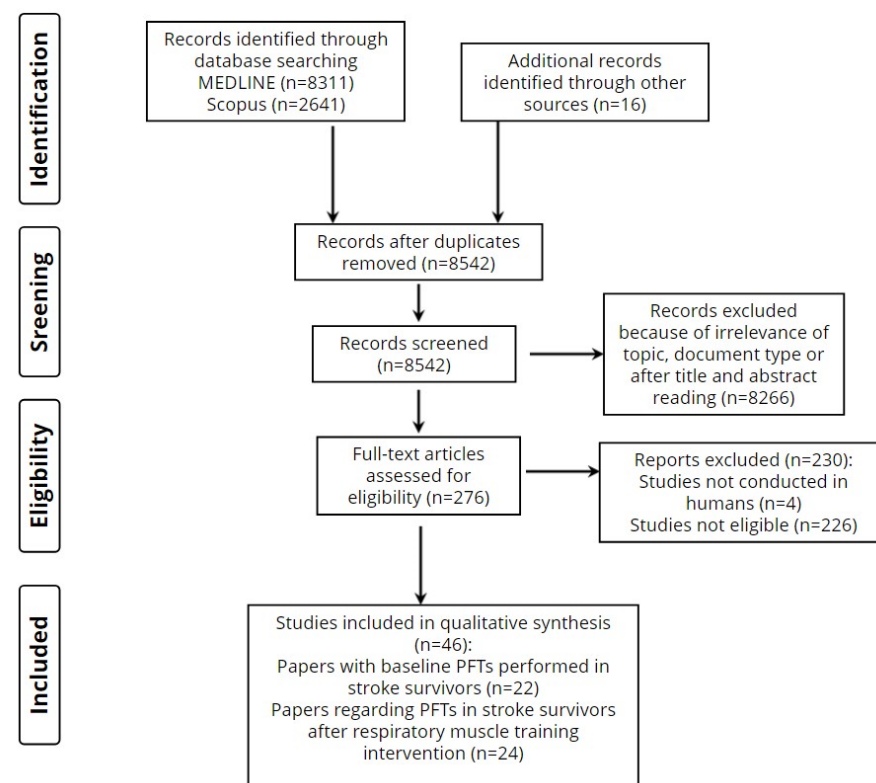 Identification
Records identified through
database searching
MEDLINE (n=8311)
Scopus (n=2641)
Additional records
identified through other
sources (n=16)
Sreening
Records after duplicates
removed (n=8542)
Records screened
(n=8542)
Records excluded
because of irrelevance of
topic, document type or
after title and abstract
reading (n=8266)
Eligibility
Full-text articles
assessed for
eligibility (n=276)
Reports excluded (n=230):
Studies not conducted in
humans (n=4)
Studies not eligible (n=226)
Included
Studies included in qualitative synthesis
(n=46):
Papers with baseline PFTs performed in
stroke survivors (n=22)
Papers regarding PFTs in stroke survivors
after respiratory muscle training
intervention (n=24)